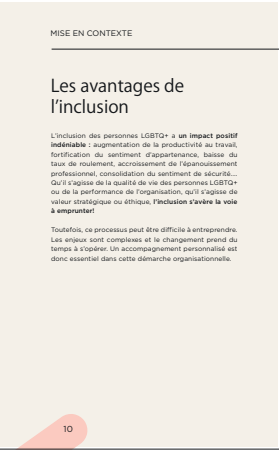 MISE EN CONTEXTE
Les avantages de
l'inclusion
L'inclusion des personnes LGBTQ+ a un impact positif
indéniable : augmentation de la productivité au travail,
fortification du sentiment d'appartenance, baisse du
taux de roulement, accroissement de l'épanouissement
professionnel, consolidation du sentiment de sécurité...
Qu'il s'agisse de la qualité de vie des personnes LGBTQ+
ou de la performance de l'organisation, qu'il s'agisse de
valeur stratégique ou éthique, l'inclusion s'avère la voie
à emprunter!
Toutefois, ce processus peut être difficile à entreprendre.
Les enjeux sont complexes et le changement prend du
temps à s'opérer. Un accompagnement personnalisé est
donc essentiel dans cette démarche organisationnelle.
10